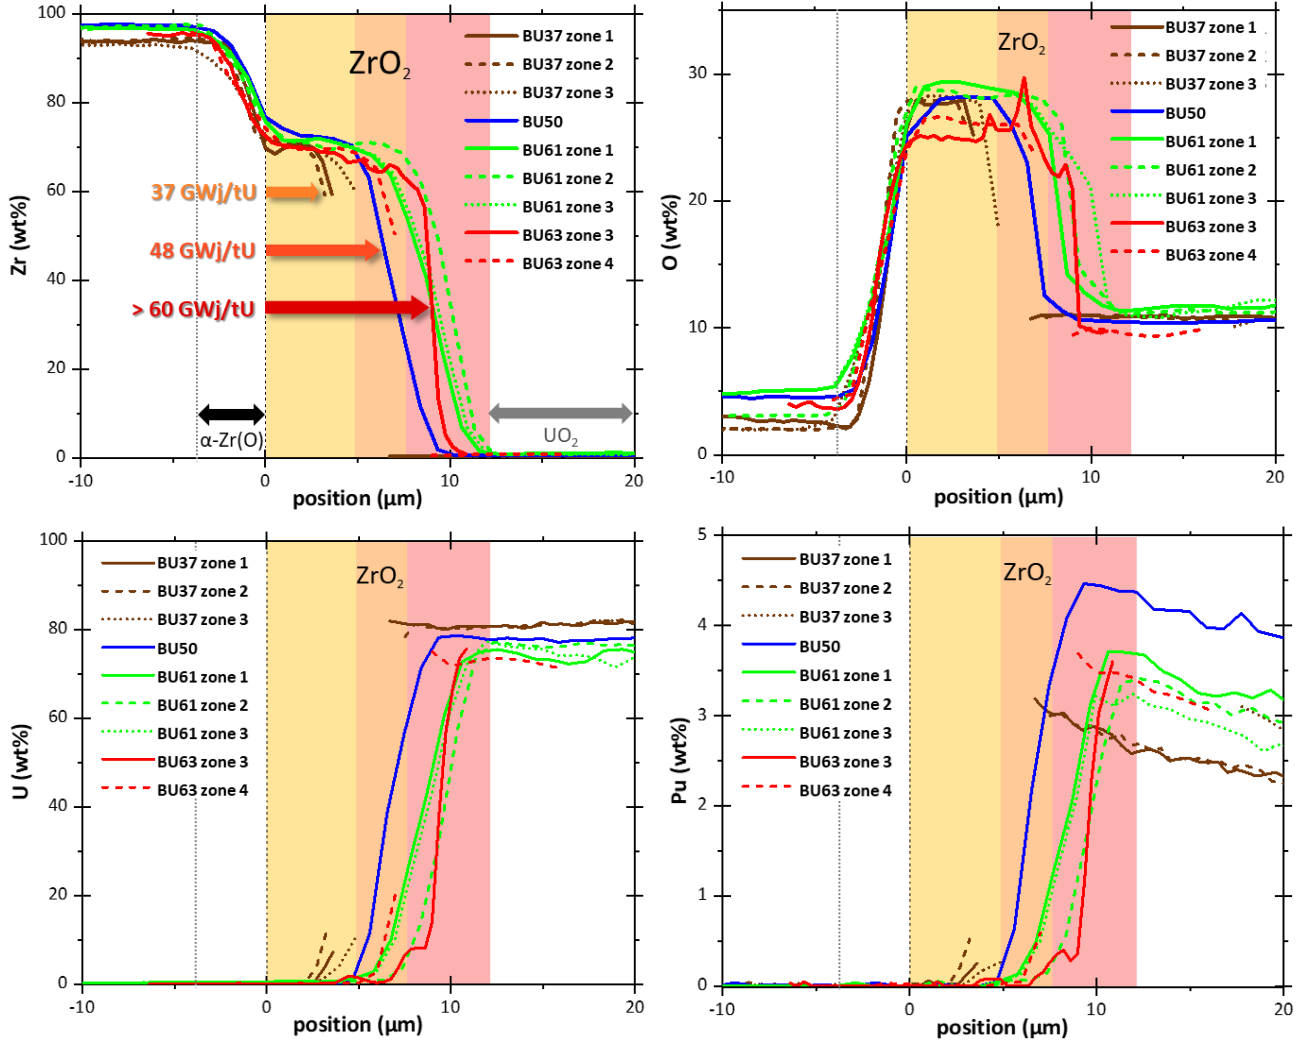 100
80
60
40
20
0
-10
0
10
20
Zr (wt%)
position (µm)
ZrO2
BU37 zone 1
BU37 zone 2
BU37 zone 3
BU50
BU61 zone 1
BU61 zone 2
BU61 zone 3
BU63 zone 3
BU63 zone 4
37 GWj/tU
48 GWj/tU
> 60 GWj/tU
α-Zr(O)
UO2
30
20
10
0
-10
0
10
20
O (wt%)
position (µm)
ZrO2
BU37 zone 1
BU37 zone 2
BU37 zone 3
BU50
BU61 zone 1
BU61 zone 2
BU61 zone 3
BU63 zone 3
BU63 zone 4
100
80
60
40
20
0
-10
0
10
20
U (wt%)
position (µm)
ZrO2
BU37 zone 1
BU37 zone 2
BU37 zone 3
BU50
BU61 zone 1
BU61 zone 2
BU61 zone 3
BU63 zone 3
BU63 zone 4
5
4
3
2
1
0
-10
0
10
20
Pu (wt%)
position (µm)
ZrO2
BU37 zone 1
BU37 zone 2
BU37 zone 3
BU50
BU61 zone 1
BU61 zone 2
BU61 zone 3
BU63 zone 3
BU63 zone 4